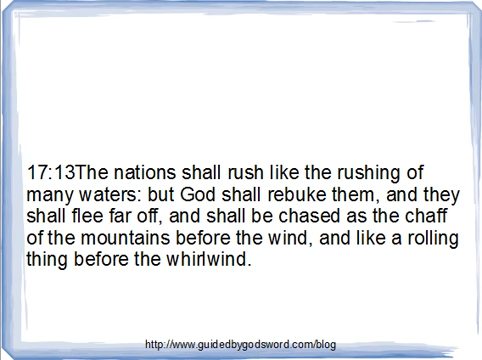 17:13The nations shall rush like the rushing of
many waters: but God shall rebuke them, and they
shall flee far off, and shall be chased as the chaff
of the mountains before the wind, and like a rolling
thing before the whirlwind.
http://www.guidedbygodsword.com/blog